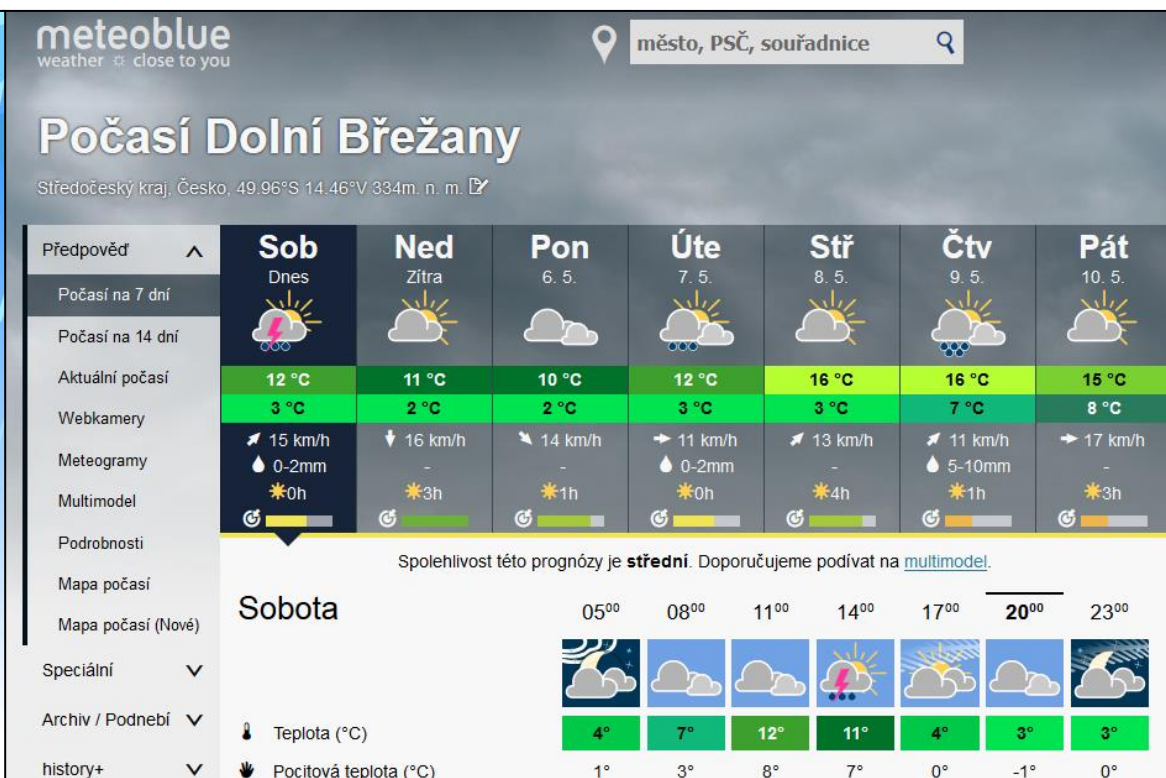 meteoblue
weather ☼ close to you
město, PSČ, souřadnice
Počasí Dolní Břežany
Středočeský kraj, Česko, 49.96°S 14.46°V 334m. n. m.
Předpověď
Počasí na 7 dní
Počasí na 14 dní
Aktuální počasí
Webkamery
Meteogramy
Multimodel
Podrobnosti
Mapa počasí
Mapa počasí (Nové)
Speciální
Archiv / Podnebí
history+
Sob Ned Pon Úte Stř Čtv Pát
Dnes Zítra 6. 5. 7. 5. 8. 5. 9. 5. 10. 5.
12 °C 11 °C 10 °C 12 °C 16 °C 16 °C 15 °C
3 °C 2 °C 2 °C 3 °C 3 °C 7 °C 8 °C
15 km/h 16 km/h 14 km/h 11 km/h 13 km/h 11 km/h 17 km/h
0-2mm - - 0-2mm - 5-10mm -
0h 3h 1h 0h 4h 1h 3h
Spolehlivost této prognózy je střední. Doporučujeme podívat na multimodel.
Sobota 05⁰⁰ 08⁰⁰ 11⁰⁰ 14⁰⁰ 17⁰⁰ 20⁰⁰ 23⁰⁰
Teplota (°C) 4° 7° 12° 11° 4° 3° 3°
Pocitová teplota (°C) 1° 3° 8° 7° 0° -1° 0°